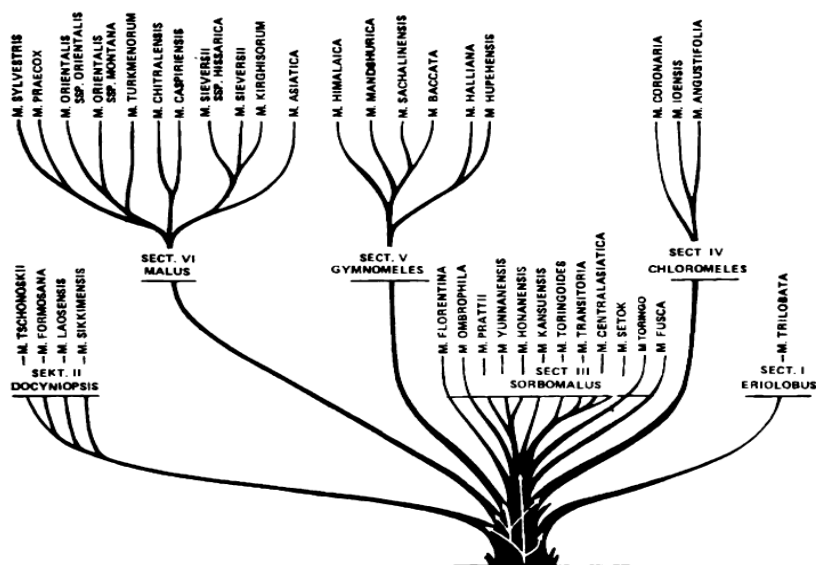 M. SYLVESTRIS
M. PRAECOX
M. ORIENTALIS
SSP. ORIENTALIS
M. ORIENTALIS
SSP. MONTANA
M. TURKMENORUM
M. CHITRALENSIS
M. CASPIRIENSIS
M. SIEVERSII
SSP. HISSARICA
M. SIEVERSII
M. KIRGHISORUM
M. ASIATICA
M. HIMALAICA
M. MANDSHURICA
M. SACHALINENSIS
M. BACCATA
M. HALLIANA
M. HUPEHENSIS
M. CORONARIA
M. IOENSIS
M. ANGUSTIFOLIA
SECT. VI
MALUS
SECT. V
GYMNOMELES
SECT IV
CHLOROMELES
M. TSCHONOSKII
M. FORMOSANA
M. LAOSENSIS
M. SIKKIMENSIS
SEKT. II
DOCYNIOPSIS
M. FLORENTINA
M. OMBROPHILA
M. PRATTII
M. YUNNANENSIS
M. HONANENSIS
M. KANSUENSIS
M. TORINGOIDES
M. TRANSITORIA
M. CENTRALASIATICA
M. SETOK
M TORINGO
M FUSCA
SECT III
SORBOMALUS
M. TRILOBATA
SECT. I
ERIOLOBUS